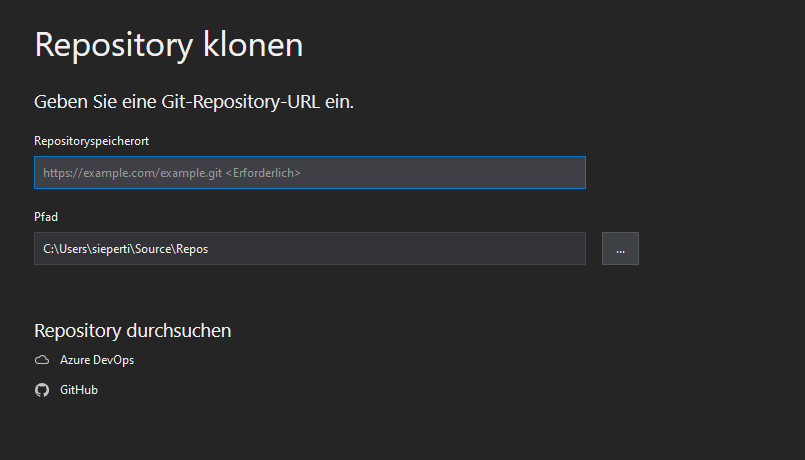 Repository klonen
Geben Sie eine Git-Repository-URL ein.
Repositoryspeicherort
https://example.com/example.git <Erforderlich>
Pfad
C:\Users\sieperti\Source\Repos
...
Repository durchsuchen
Azure DevOps
GitHub